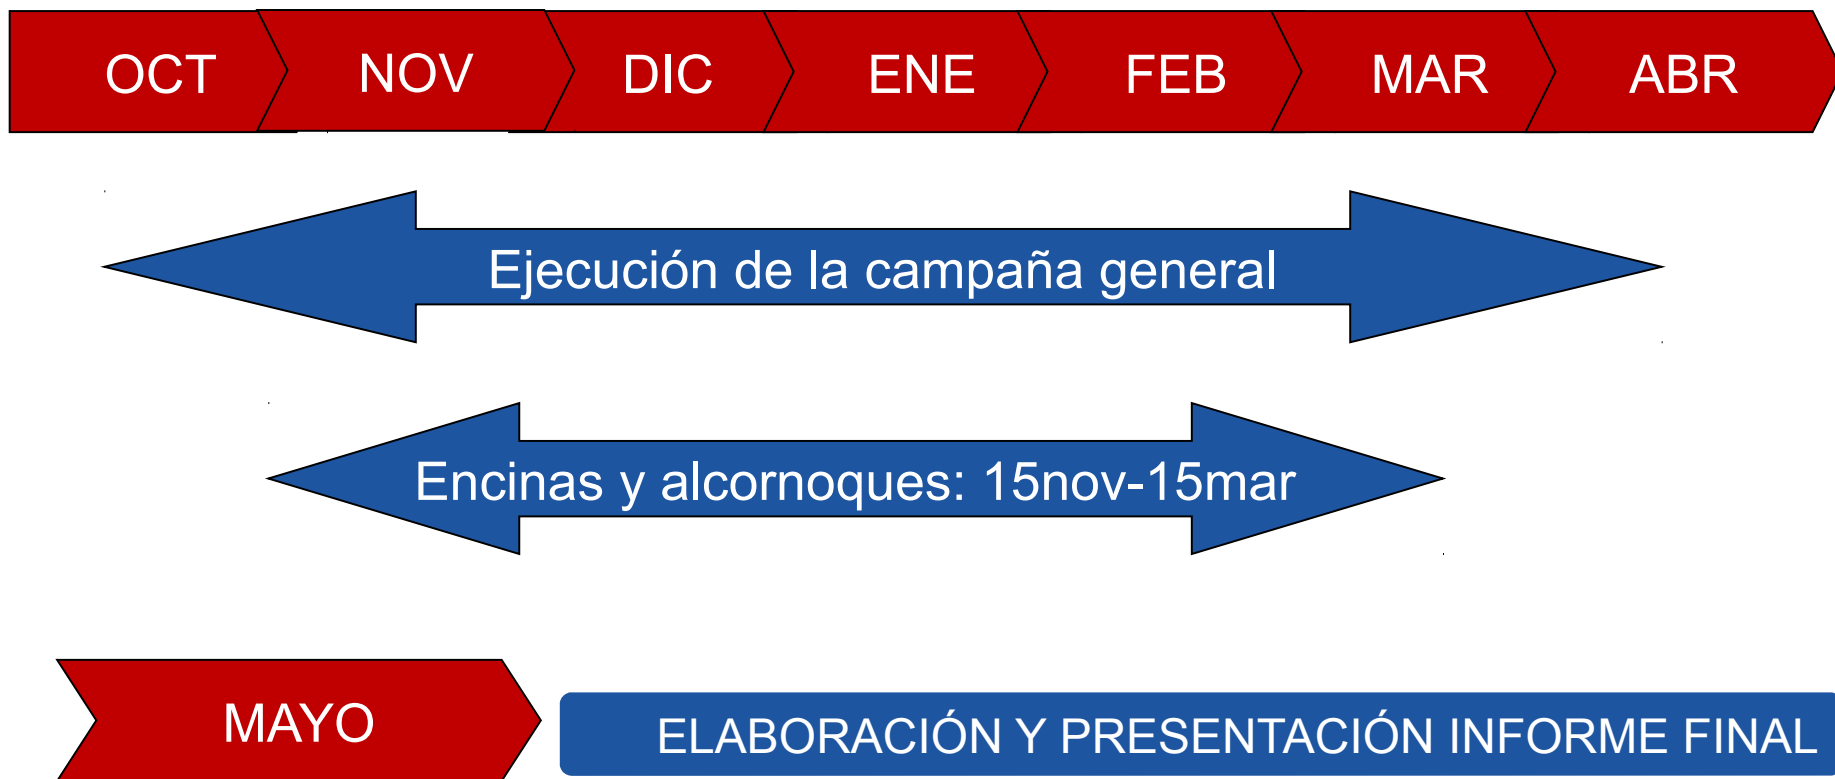 OCT NOV DIC ENE FEB MAR ABR
Ejecución de la campaña general
Encinas y alcornoques: 15nov-15mar
MAYO
ELABORACIÓN Y PRESENTACIÓN INFORME FINAL